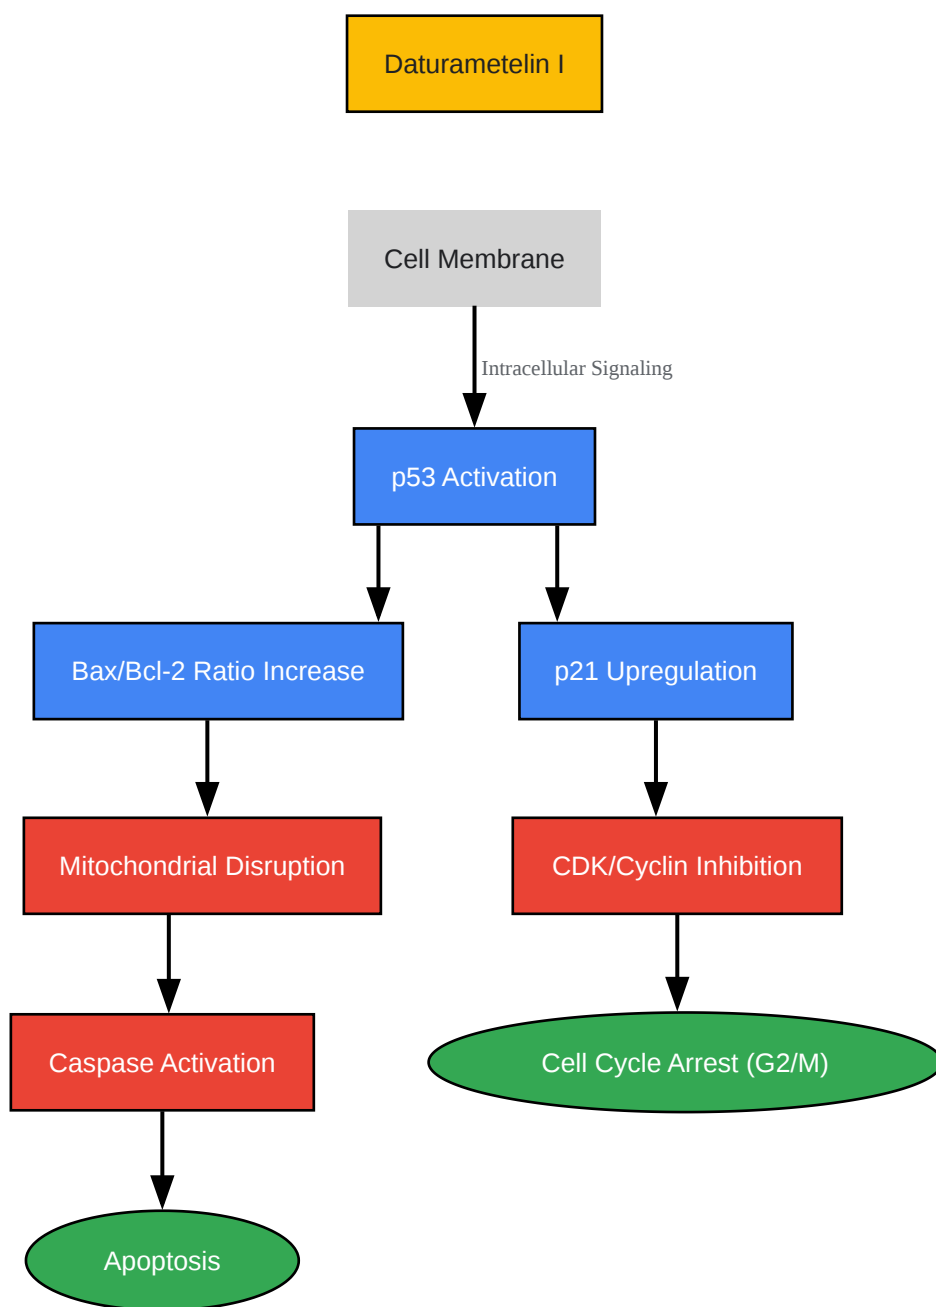 Daturametelin I
Cell Membrane
Intracellular Signaling
p53 Activation
Bax/Bcl-2 Ratio Increase
p21 Upregulation
Mitochondrial Disruption
CDK/Cyclin Inhibition
Caspase Activation
Cell Cycle Arrest (G2/M)
Apoptosis